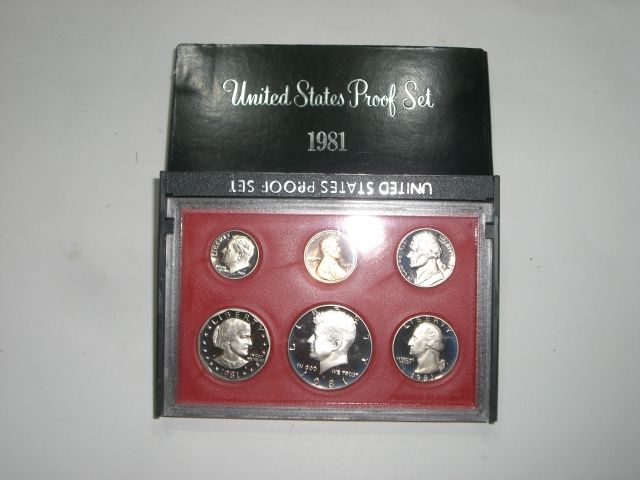 United States Proof Set
1981
UNITED STATES PROOF SET
LIBERTY
LIBERTY
1981
LIBERTY
IN GOD WE TRUST
1981
LIBERTY
1981